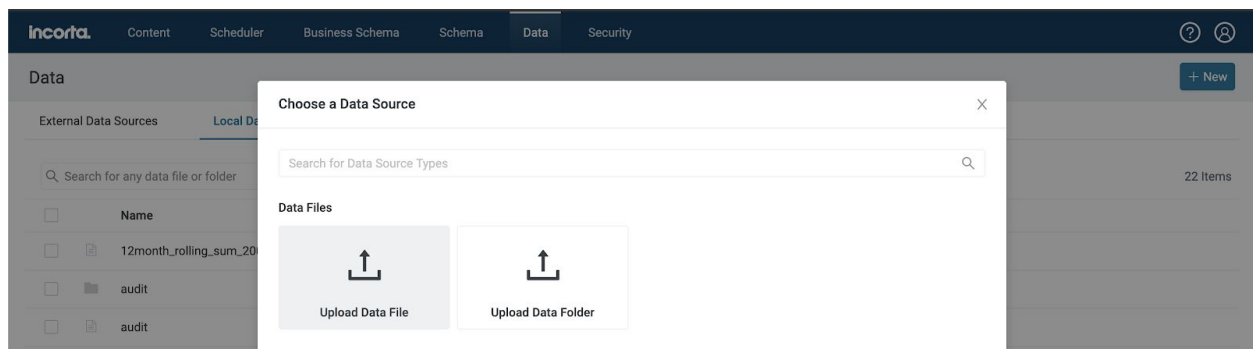 incorta. Content Scheduler Business Schema Schema Data Security
Data
+ New
Choose a Data Source
External Data Sources Local Da
Search for Data Source Types
Search for any data file or folder
22 Items
Data Files
Name
12month_rolling_sum_20
audit
Upload Data File Upload Data Folder
audit